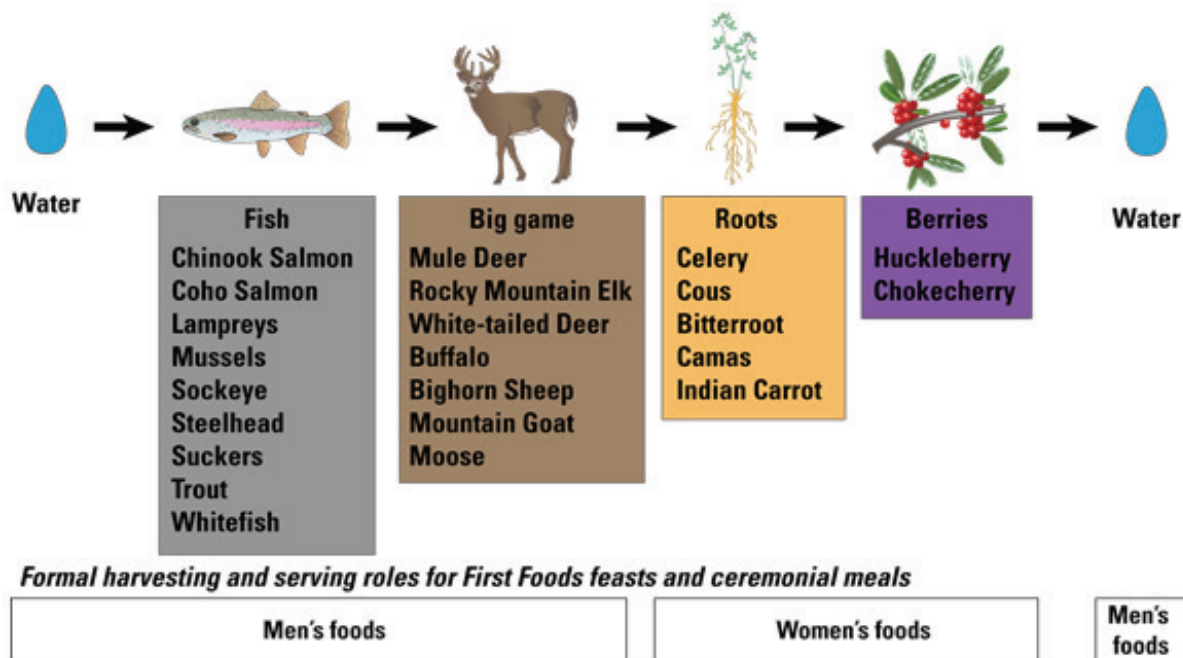 Water
Fish
Chinook Salmon
Coho Salmon
Lampreys
Mussels
Sockeye
Steelhead
Suckers
Trout
Whitefish
Big game
Mule Deer
Rocky Mountain Elk
White-tailed Deer
Buffalo
Bighorn Sheep
Mountain Goat
Moose
Roots
Celery
Cous
Bitterroot
Camas
Indian Carrot
Berries
Huckleberry
Chokecherry
Water
Formal harvesting and serving roles for First Foods feasts and ceremonial meals
Men's foods
Women's foods
Men's
foods